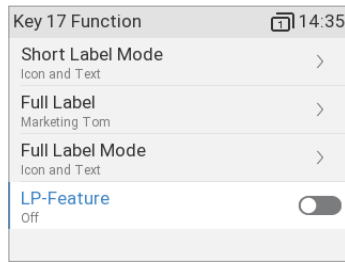 Key 17 Function 1 14:35
Short Label Mode
Icon and Text
Full Label
Marketing Tom
Full Label Mode
Icon and Text
LP-Feature
Off